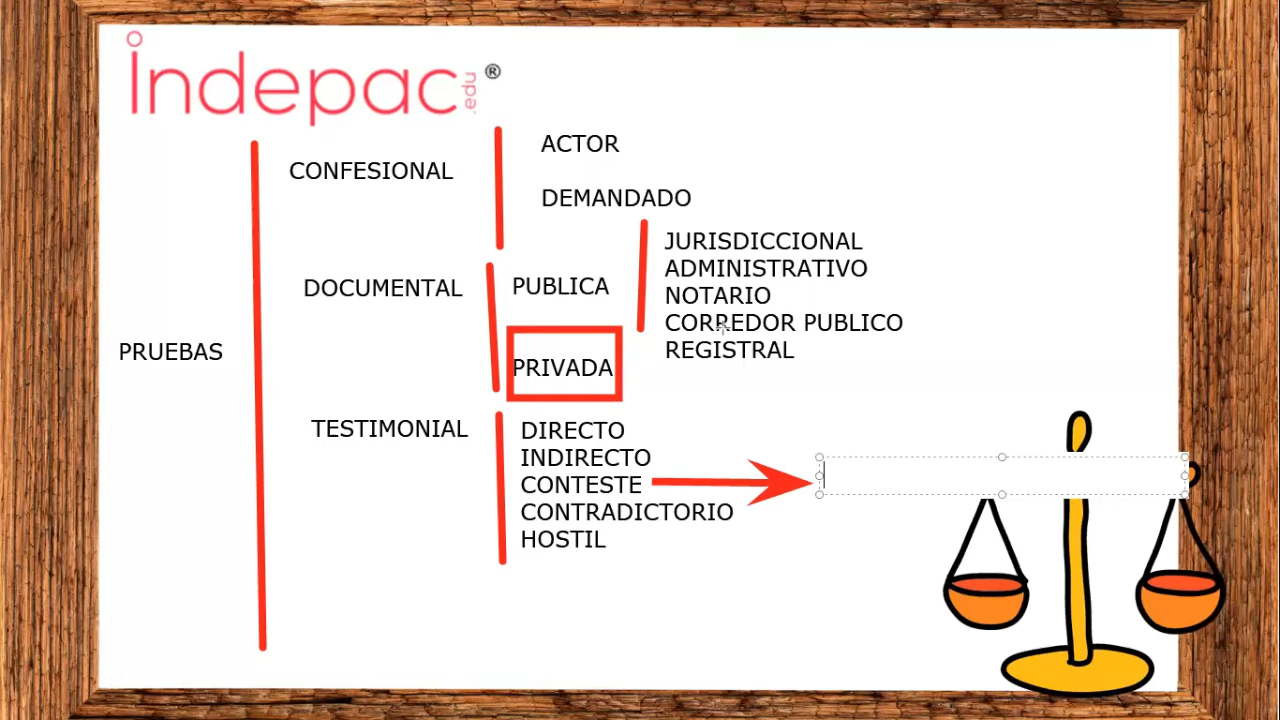 indepac .edu ®
ACTOR
CONFESIONAL
DEMANDADO
JURISDICCIONAL
ADMINISTRATIVO
DOCUMENTAL
PUBLICA
NOTARIO
CORREDOR PUBLICO
REGISTRAL
PRUEBAS
PRIVADA
TESTIMONIAL
DIRECTO
INDIRECTO
CONTESTE
CONTRADICTORIO
HOSTIL